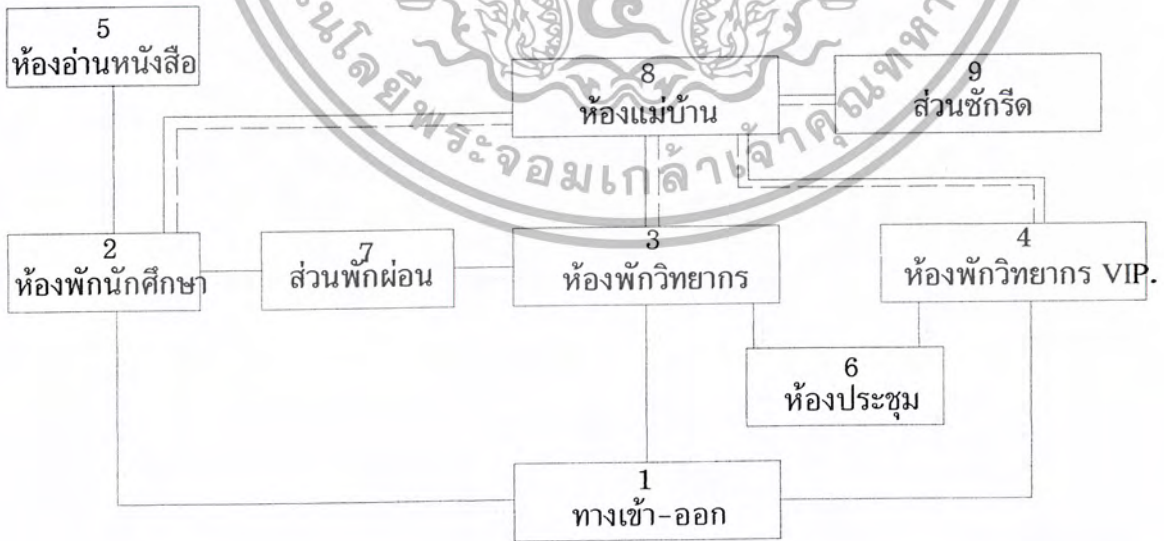 5
ห้องอ่านหนังสือ
8
ห้องแม่บ้าน
9
ส่วนซักรีด
2
ห้องพักนักศึกษา
7
ส่วนพักผ่อน
3
ห้องพักวิทยากร
4
ห้องพักวิทยากร VIP.
6
ห้องประชุม
1
ทางเข้า-ออก